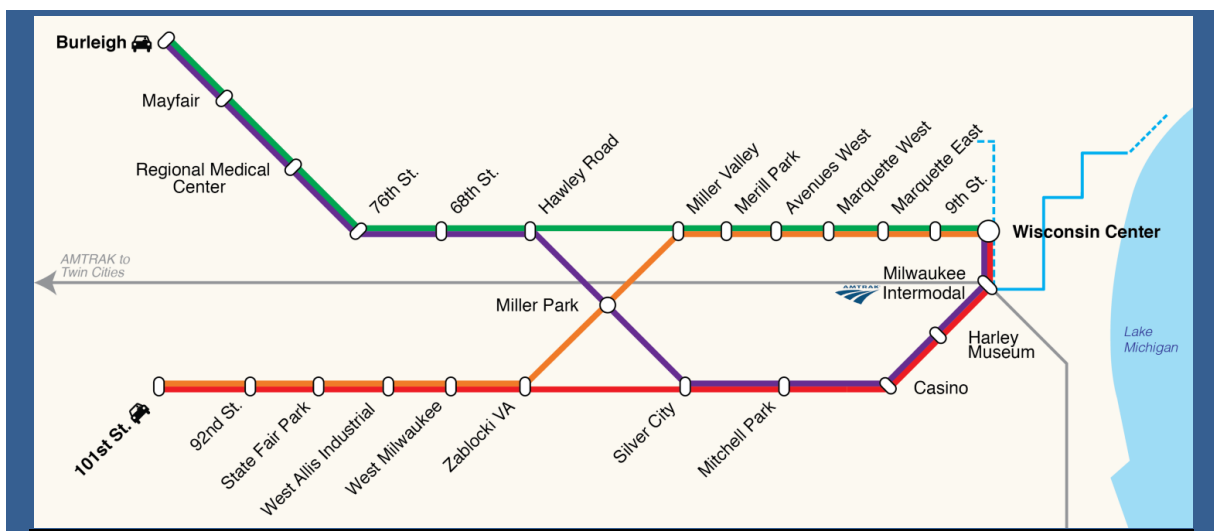 Burleigh
Mayfair
Regional Medical
Center
76th St.
68th St.
Hawley Road
Miller Valley
Merill Park
Avenues West
Marquette West
Marquette East
9th St.
Wisconsin Center
AMTRAK to
Twin Cities
Milwaukee
Intermodal
AMTRAK
Miller Park
Harley
Museum
Lake
Michigan
Casino
101st St.
92nd St.
State Fair Park
West Allis Industrial
West Milwaukee
Zablocki VA
Silver City
Mitchell Park